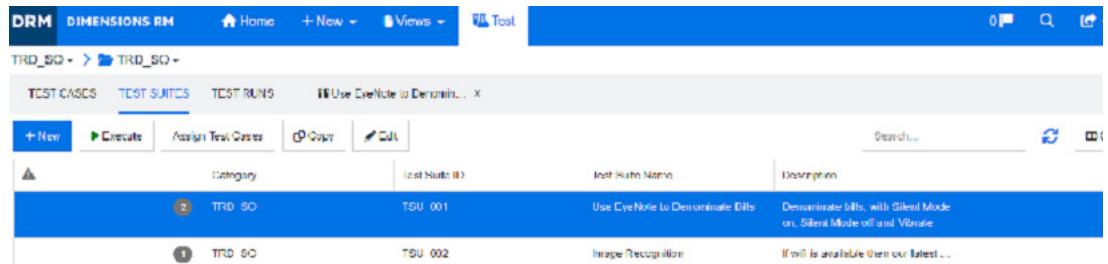 DRM DIMENSIONS RM Home + New Views Test 0
TRD_SO > TRD_SO
TEST CASES TEST SUITES TEST RUNS Use EyeNote to Denomin... x
+ New Execute Assign Test Cases Copy Edit Search...
Category Test Suite ID Test Suite Name Description
2 TRD_SO TSU_001 Use EyeNote to Denominate Bills Denominate bills, with Silent Mode
on, Silent Mode off and Vibrate
1 TRD_SO TSU_002 Image Recognition If wifi is available then our latest ...